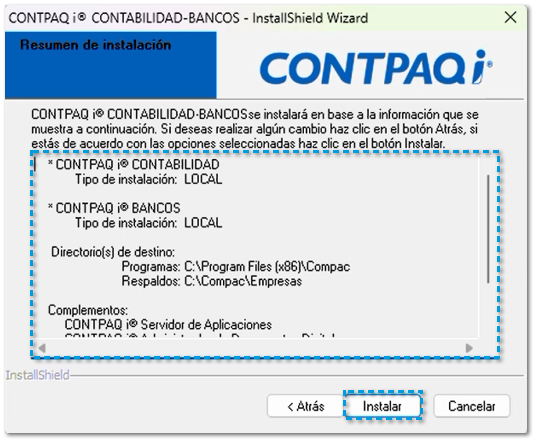 CONTPAQ i® CONTABILIDAD-BANCOS - InstallShield Wizard
Resumen de instalación
CONTPAQ i®
CONTPAQ i® CONTABILIDAD-BANCOS se instalará en base a la información que se
muestra a continuación. Si deseas realizar algún cambio haz clic en el botón Atrás, si
estás de acuerdo con las opciones seleccionadas haz clic en el botón Instalar.
* CONTPAQ i® CONTABILIDAD
Tipo de instalación: LOCAL
* CONTPAQ i® BANCOS
Tipo de instalación: LOCAL
Directorio(s) de destino:
Programas: C:\Program Files (x86)\Compac
Respaldos: C:\Compac\Empresas
Complementos:
CONTPAQ i® Servidor de Aplicaciones
InstallShield
< Atrás
Instalar
Cancelar